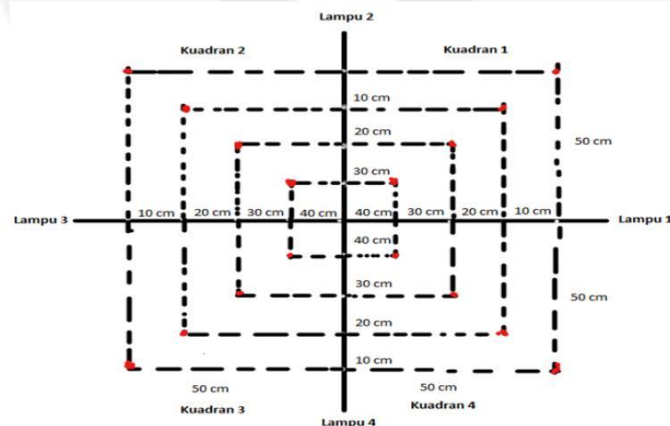 Lampu 2
Kuadran 2
Kuadran 1
10 cm
50 cm
20 cm
30 cm
Lampu 3
10 cm
20 cm
30 cm
40 cm
40 cm
30 cm
20 cm
10 cm
Lampu 1
40 cm
30 cm
50 cm
20 cm
10 cm
50 cm
50 cm
Kuadran 3
Kuadran 4
Lampu 4